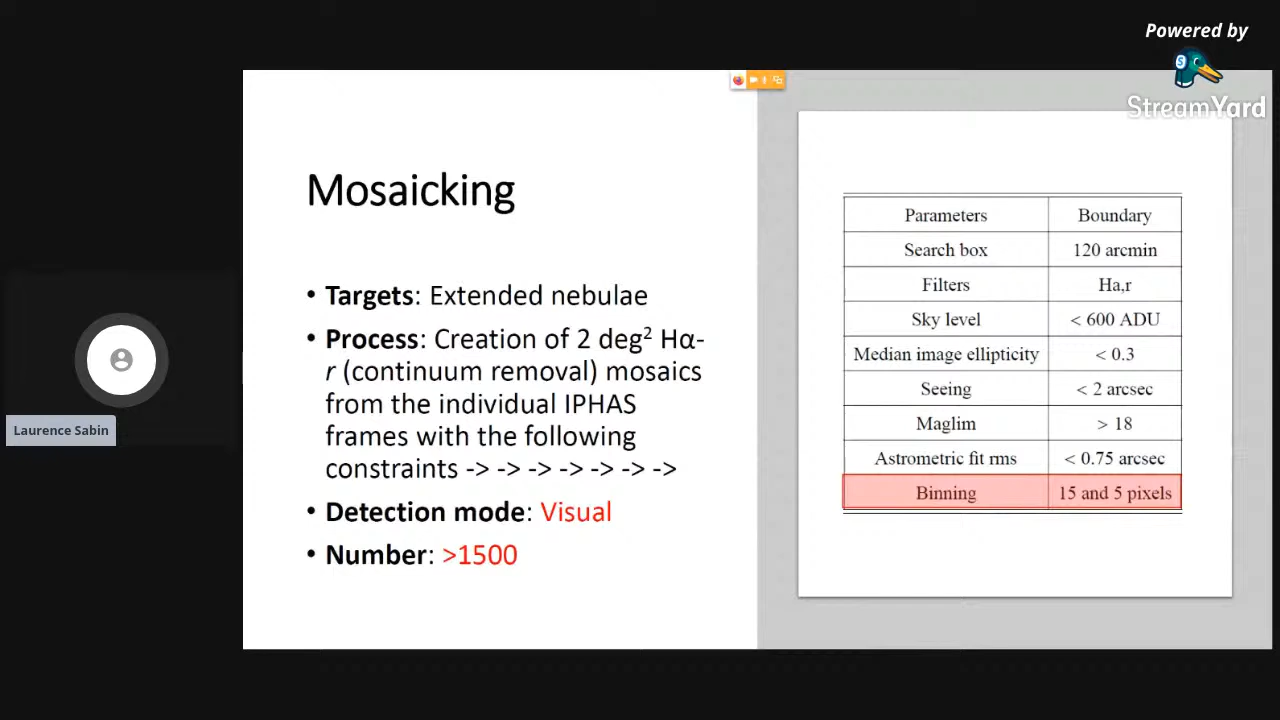 Powered by
StreamYard
Mosaicking
• Targets: Extended nebulae
• Process: Creation of 2 deg² Hα-
r (continuum removal) mosaics
from the individual IPHAS
frames with the following
constraints -> -> -> -> -> -> ->
• Detection mode: Visual
• Number: >1500
Parameters Boundary
Search box 120 arcmin
Filters Ha,r
Sky level < 600 ADU
Median image ellipticity < 0.3
Seeing < 2 arcsec
Maglim > 18
Astrometric fit rms < 0.75 arcsec
Binning 15 and 5 pixels
Laurence Sabin